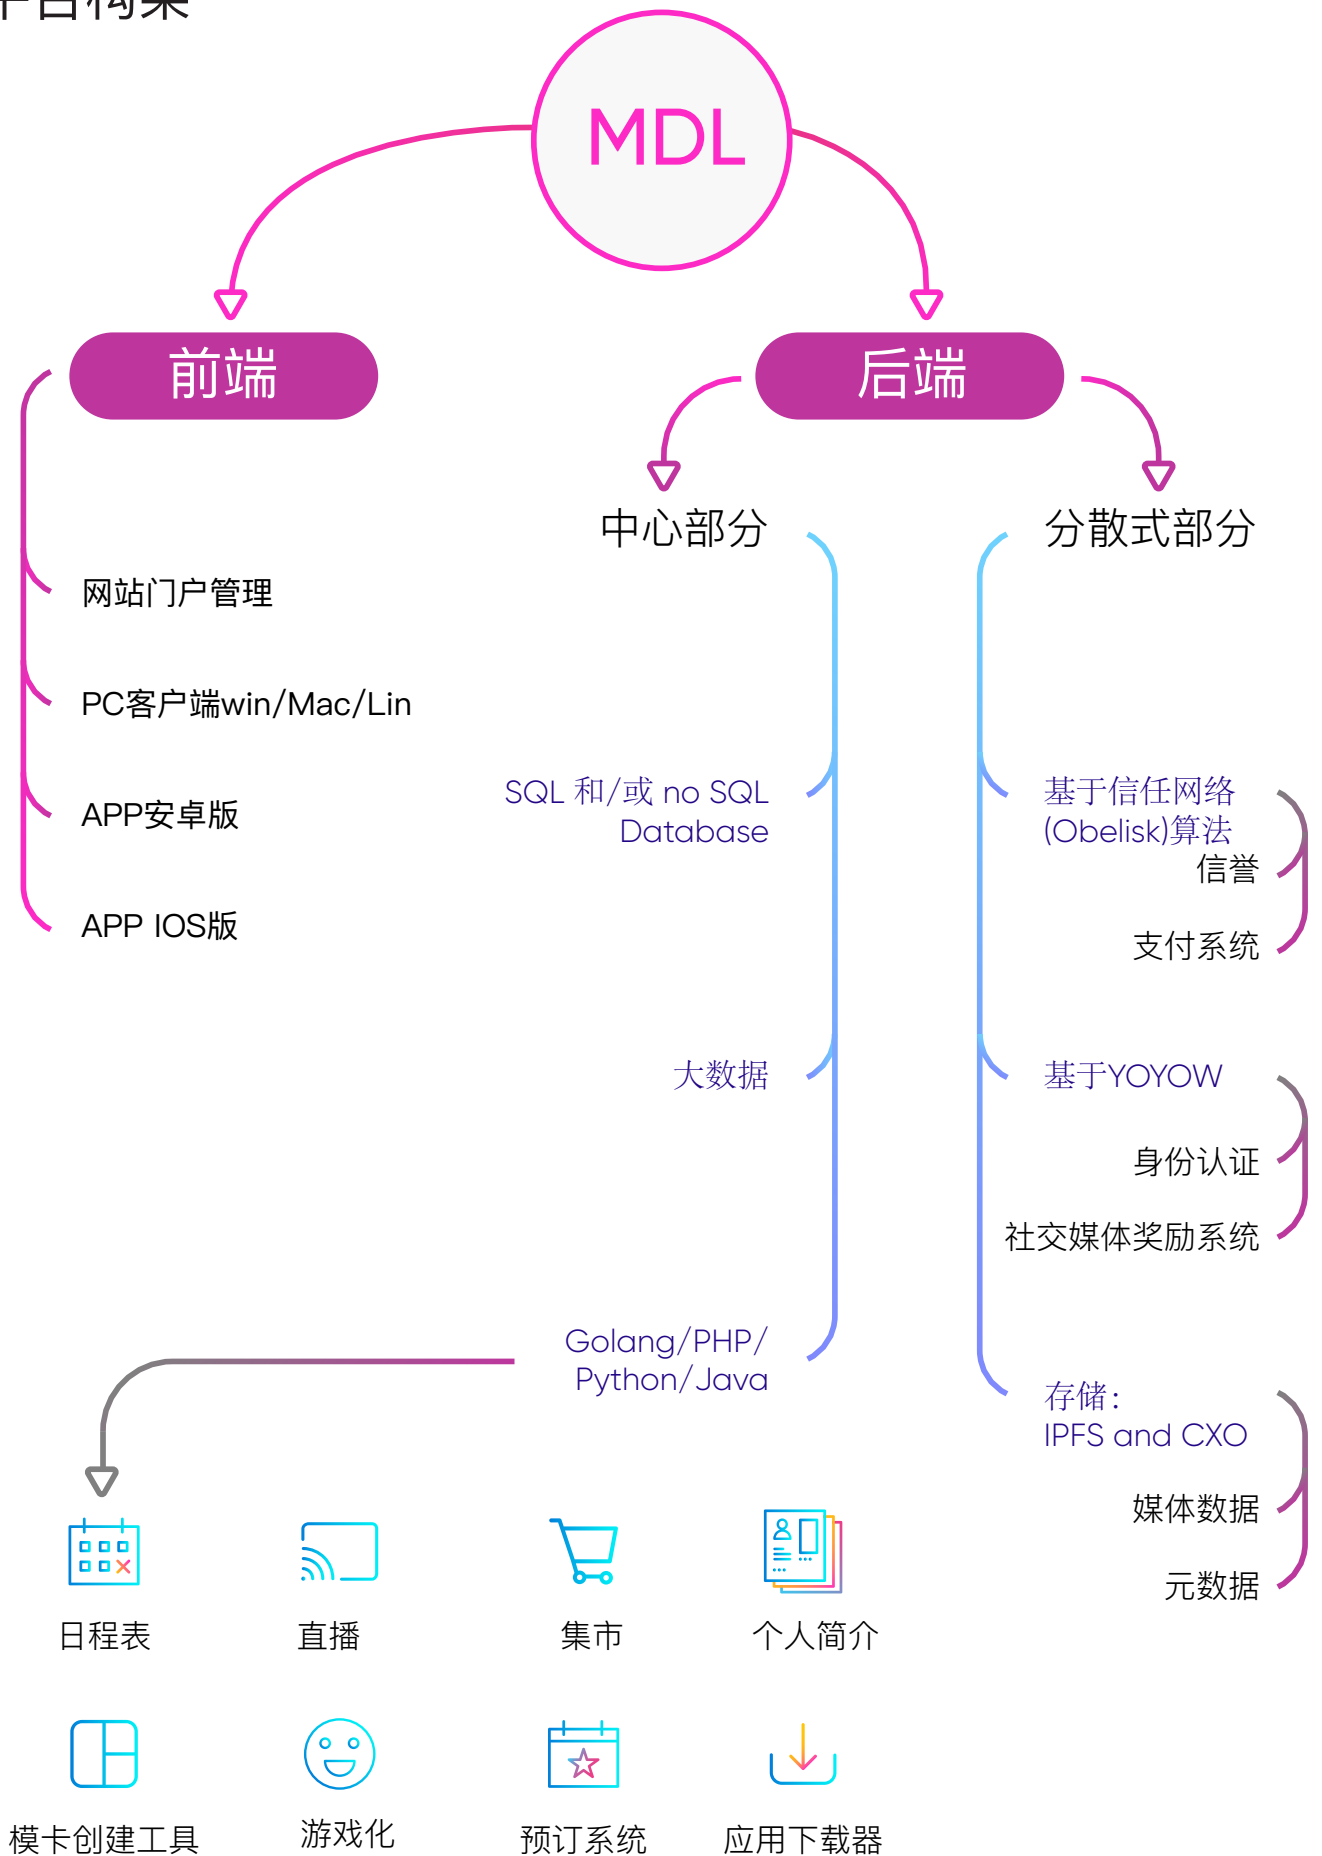 平台构架
MDL
前端
后端
中心部分
分散式部分
网站门户管理
PC客户端win/Mac/Lin
APP安卓版
APP IOS版
SQL 和/或 no SQL
Database
大数据
Golang/PHP/
Python/Java
基于信任网络
(Obelisk)算法
信誉
支付系统
基于YOYOW
身份认证
社交媒体奖励系统
存储：
IPFS and CXO
媒体数据
元数据
日程表
直播
集市
个人简介
模卡创建工具
游戏化
预订系统
应用下载器